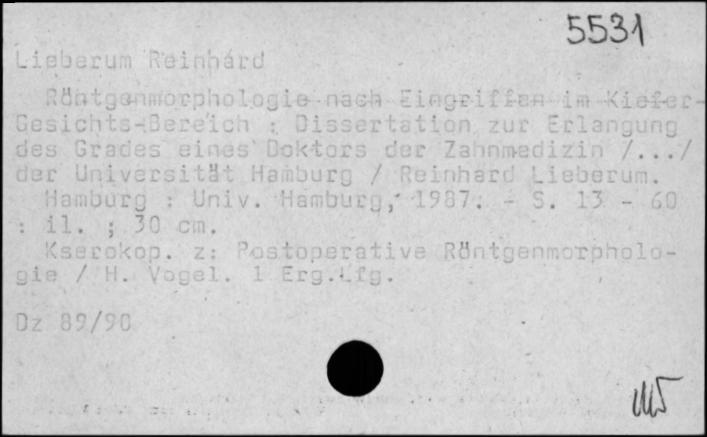 5531
Lieberum Reinhard
Röntgenmorphologie nach Eingriffen im Kiefer-
Gesichts-Bereich : Dissertation zur Erlangung
des Grades eines Doktors der Zahnmedizin /.../
der Universität Hamburg / Reinhard Lieberum.
Hamburg : Univ. Hamburg, 1987. - S. 13 - 60
: il. ; 30 cm.
Kserokop. z: Postoperative Röntgenmorpholo-
gie / H. Vogel. 1 Erg.Lfg.
Dz 89/90